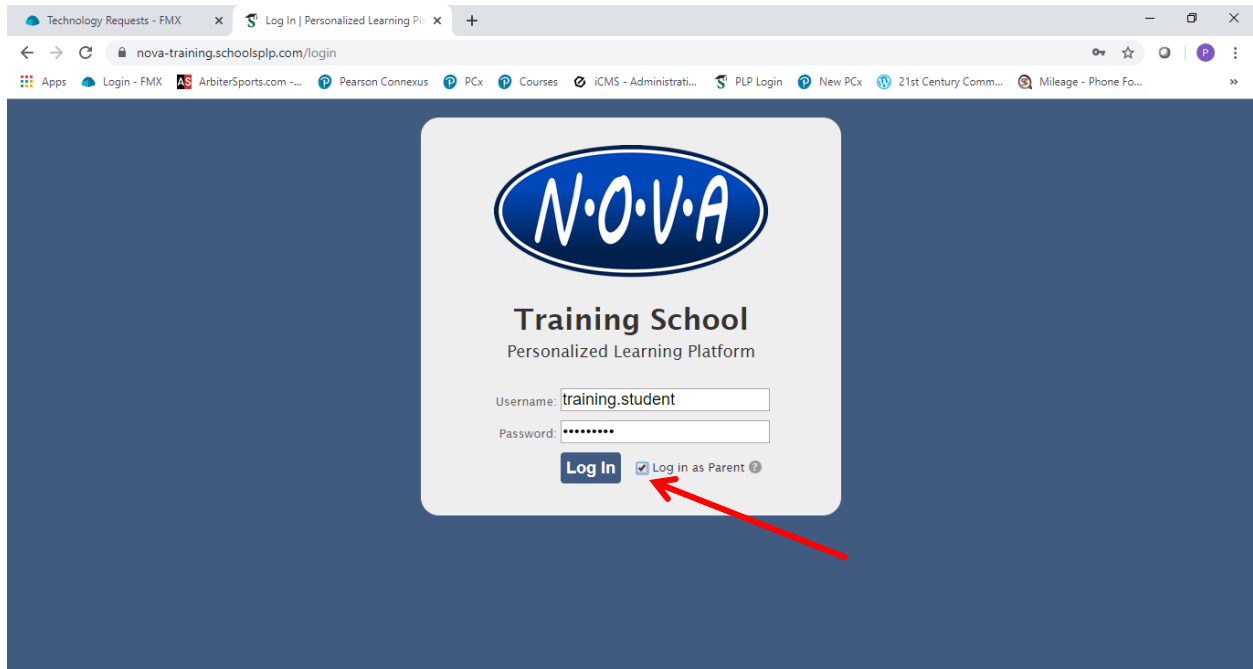 Technology Requests - FMX
Log In | Personalized Learning Pla
nova-training.schoolsplp.com/login
P
Apps Login - FMX AS ArbiterSports.com -... Pearson Connexus PCx Courses iCMS - Administrati... PLP Login New PCx 21st Century Comm... Mileage - Phone Fo... »
N•O•V•A
Training School
Personalized Learning Platform
Username: training.student
Password: •••••••••
Log In Log in as Parent ?